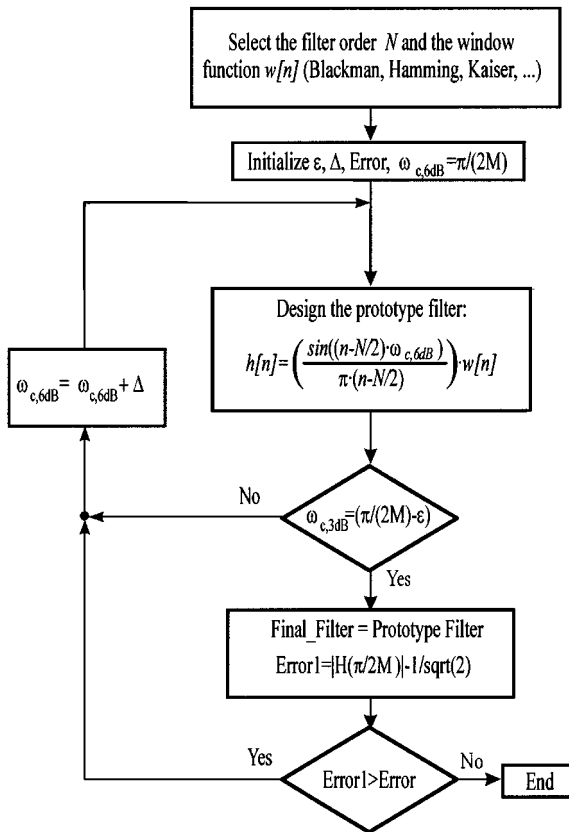 Select the filter order N and the window
function w[n] (Blackman, Hamming, Kaiser, ...)
Initialize ε, Δ, Error, ω c,6dB=π/(2M)
Design the prototype filter:
h[n]=(sin((n-N/2)·ω c,6dB)/π·(n-N/2))·w[n]
ω c,6dB= ω c,6dB+ Δ
No
ω c,3dB=(π/(2M)-ε)
Yes
Final_Filter = Prototype Filter
Error1=|H(π/2M)|-1/sqrt(2)
Yes
Error1>Error
No
End